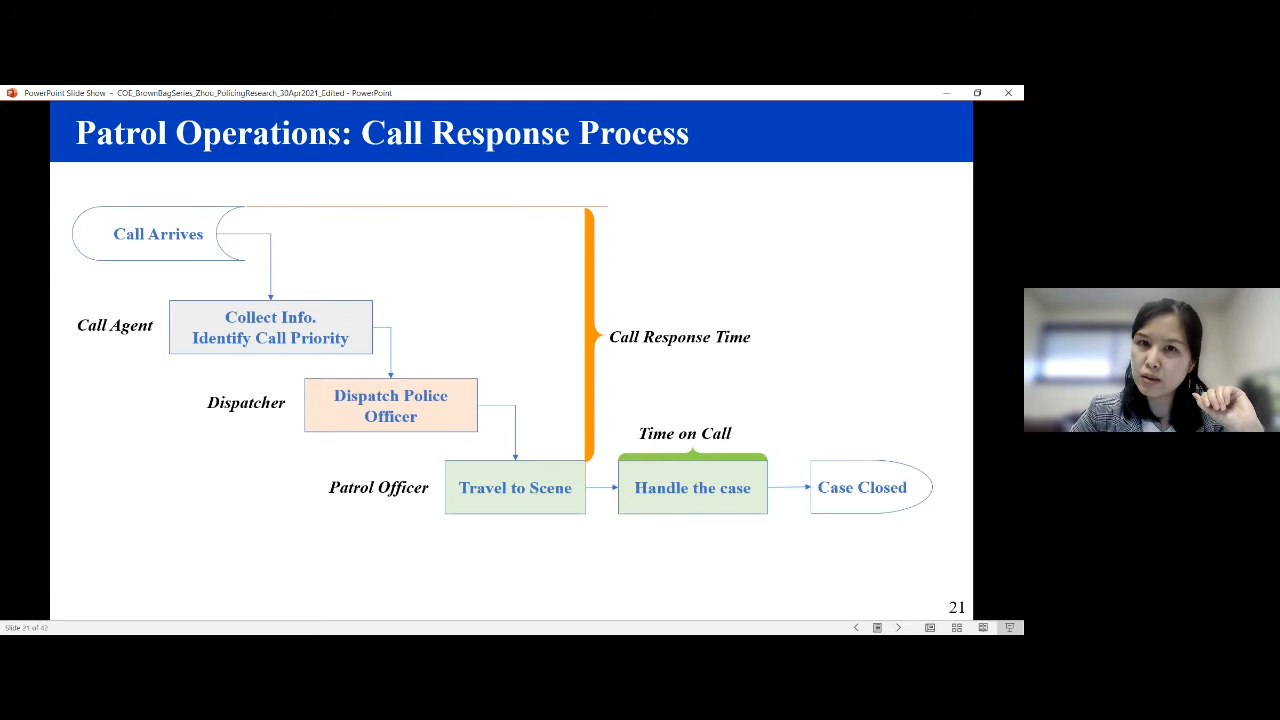 PowerPoint Slide Show - COE_BrownBagSeries_Zhou_PolicingResearch_30Apr2021_Edited - PowerPoint
Patrol Operations: Call Response Process
Call Arrives
Call Agent
Collect Info.
Identify Call Priority
Call Response Time
Dispatcher
Dispatch Police
Officer
Time on Call
Patrol Officer
Travel to Scene
Handle the case
Case Closed
21
Slide 21 of 42